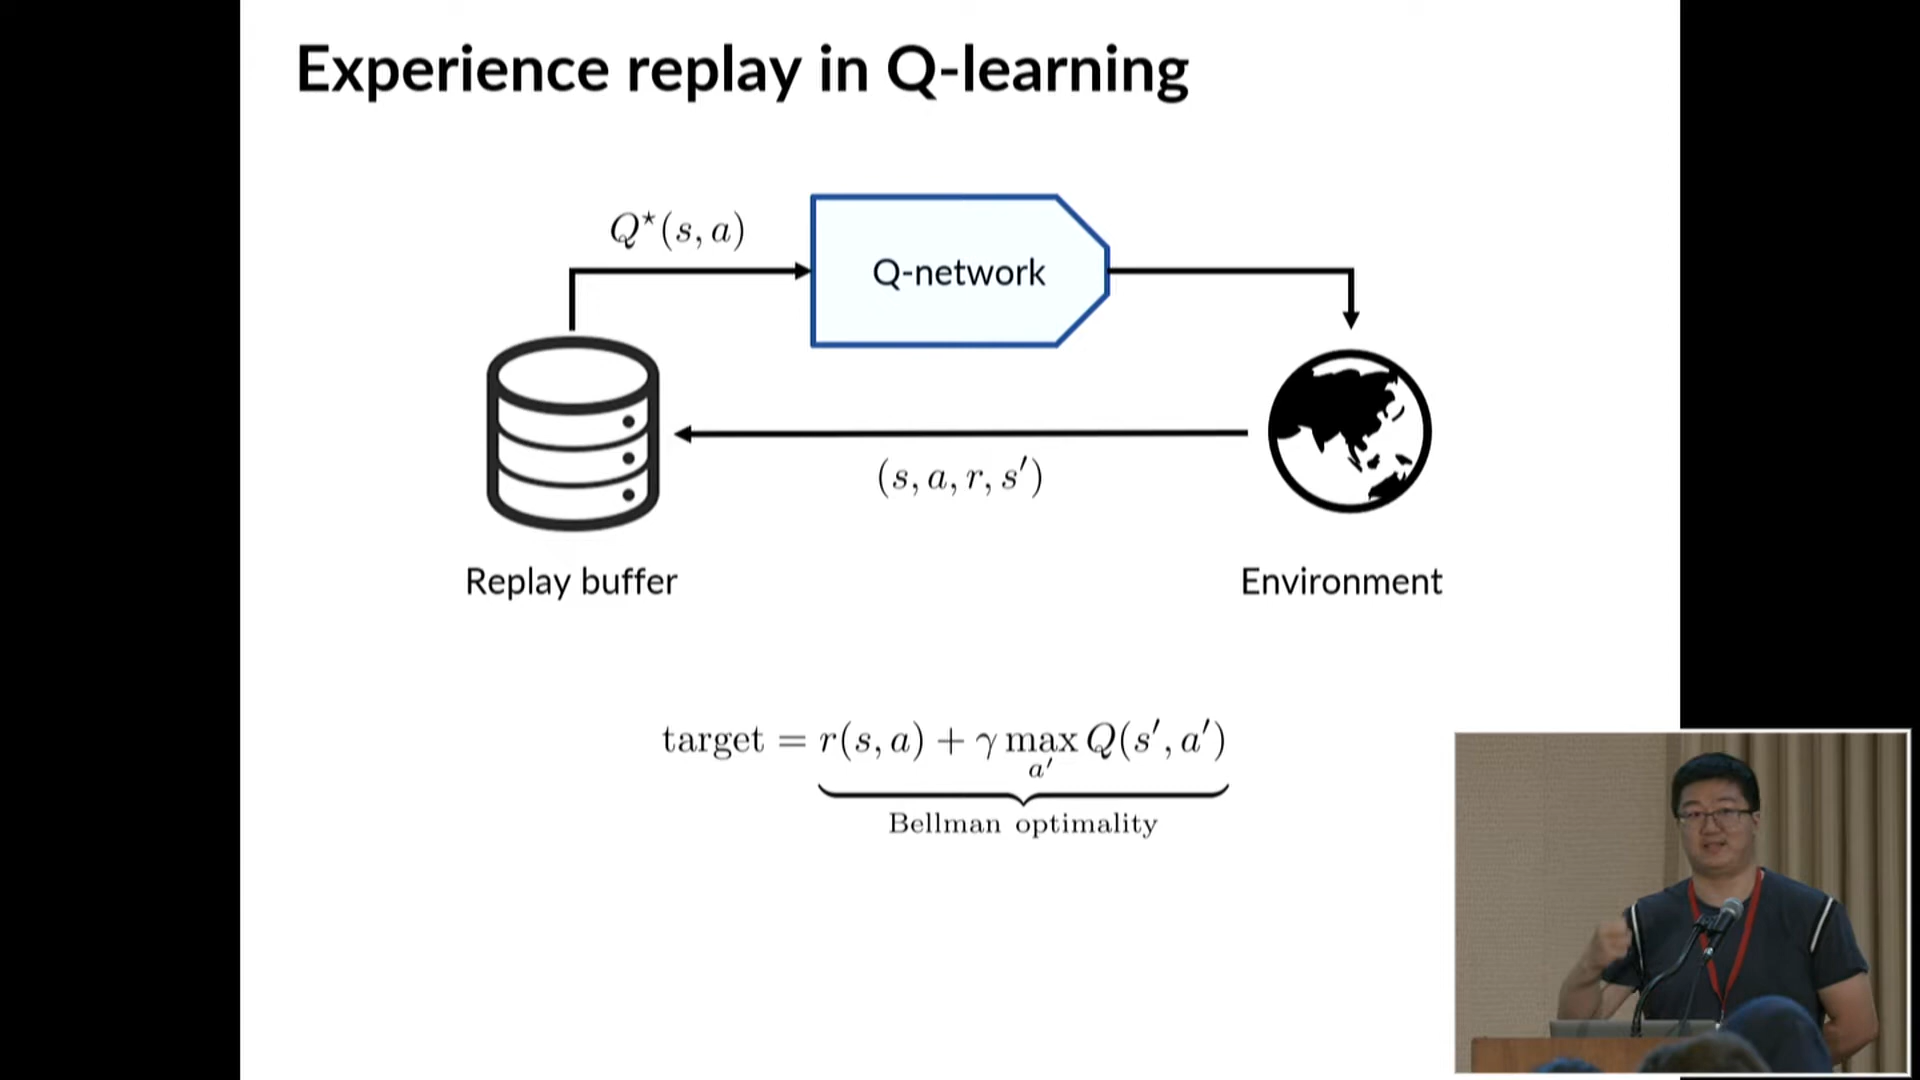 Experience replay in Q-learning
Q*(s, a)
Q-network
(s, a, r, s′)
Replay buffer
Environment
target = r(s, a) + γ max Q(s′, a′)
a′
Bellman optimality